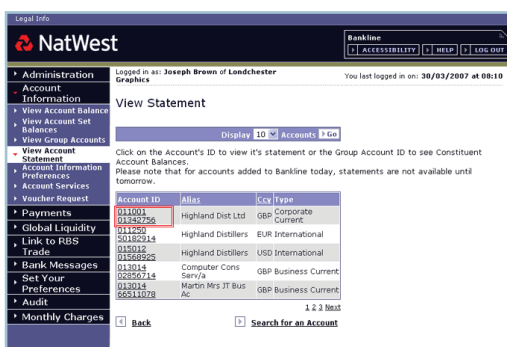 Legal Info
NatWest
Bankline
ACCESSIBILITY HELP LOG OUT
Administration
Account
Information
View Account Balance
View Account Set
Balances
View Group Accounts
View Account
Statement
Account Information
Preferences
Account Services
Voucher Request
Payments
Global Liquidity
Link to RBS
Trade
Bank Messages
Set Your
Preferences
Audit
Monthly Charges
Logged in as: Joseph Brown of Londchester
Graphics
You last logged in on: 30/03/2007 at 08:10
View Statement
Display 10 Accounts Go
Click on the Account's ID to view it's statement or the Group Account ID to see Constituent
Account Balances.
Please note that for accounts added to Bankline today, statements are not available until
tomorrow.
Account ID Alias Ccy Type
011001
01342756 Highland Dist Ltd GBP Corporate
Current
011250
50182914 Highland Distillers EUR International
015012
01568925 Highland Distillers USD International
013014
02856714 Computer Cons
Serv/a GBP Business Current
013014
66511078 Martin Mrs JT Bus
Ac GBP Business Current
1 2 3 Next
Back Search for an Account